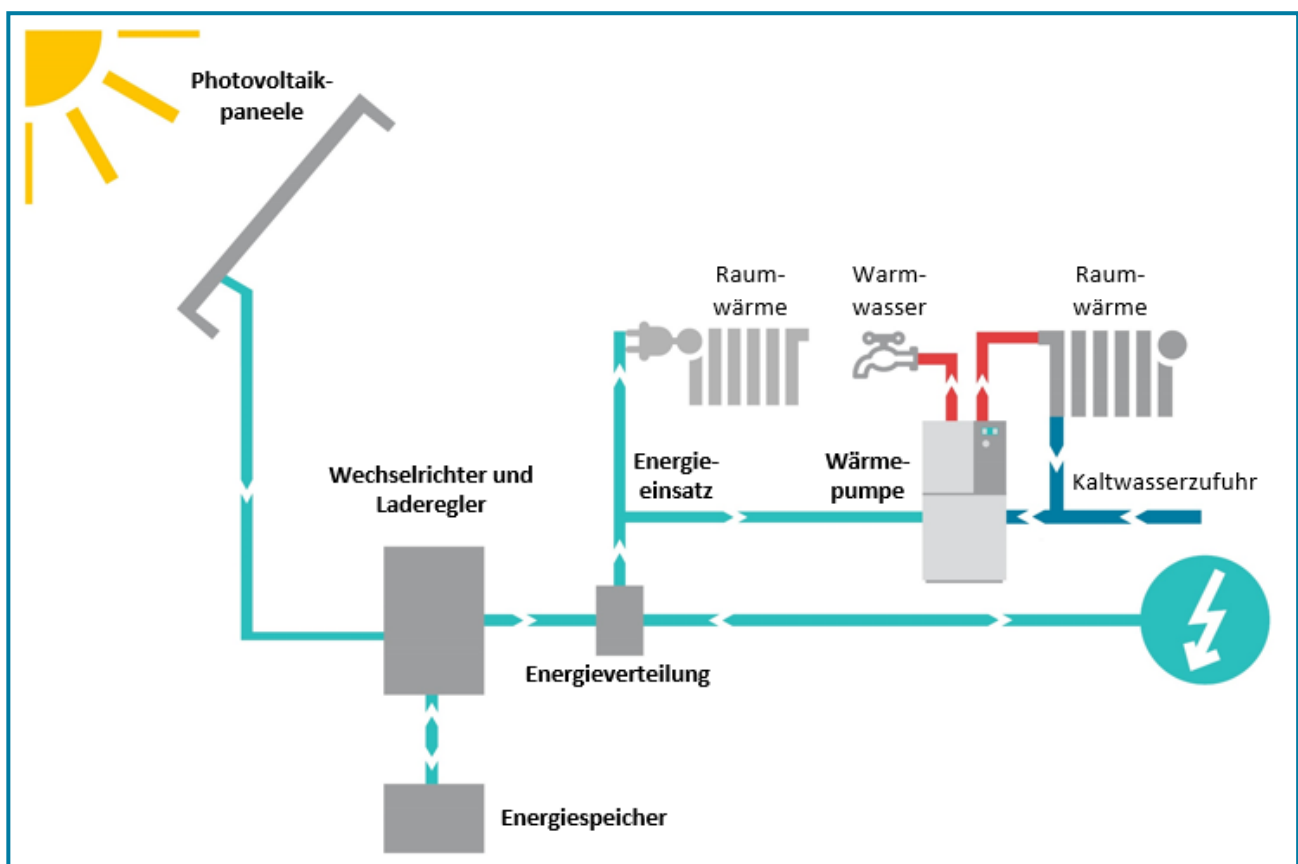 Photovoltaik-
paneele
Raum-
wärme
Warm-
wasser
Raum-
wärme
Wechselrichter und
Laderegler
Energie-
einsatz
Wärme-
pumpe
Kaltwasserzufuhr
Energieverteilung
Energiespeicher